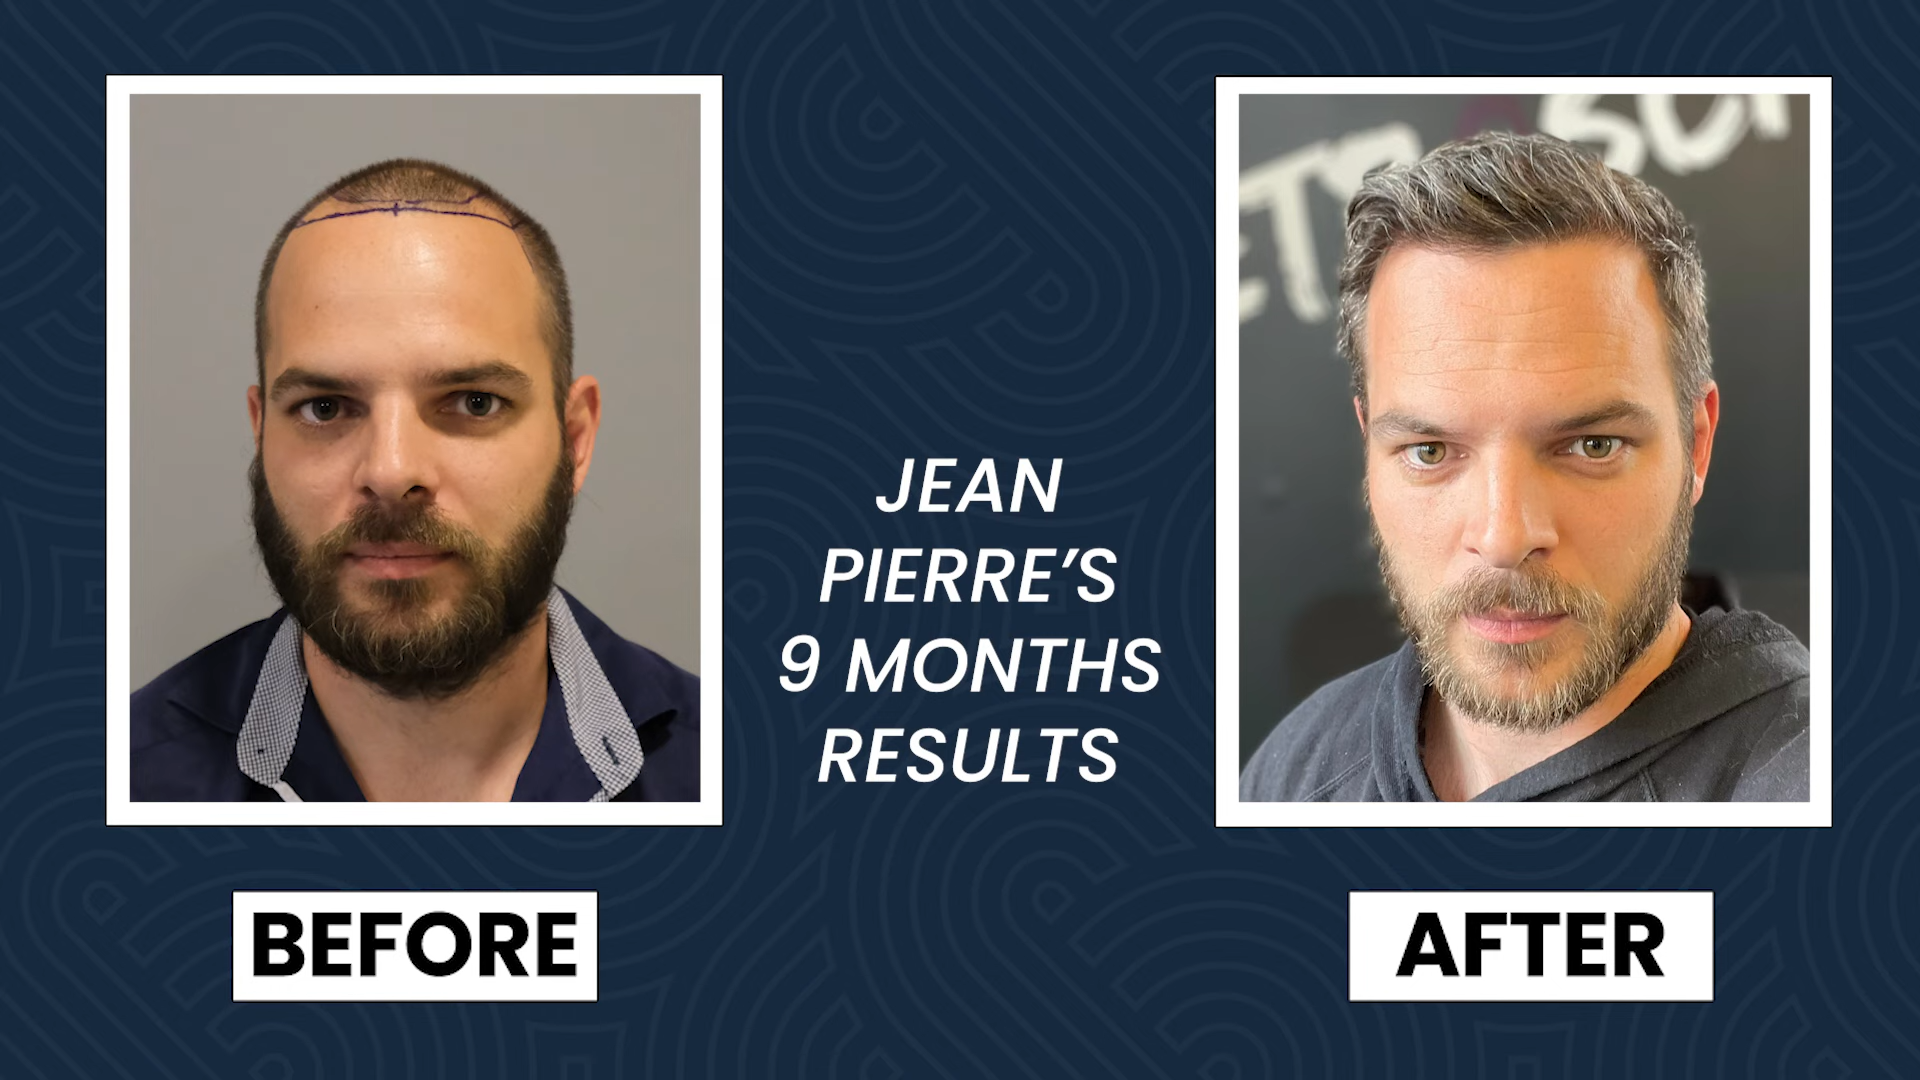 JEAN
PIERRE’S
9 MONTHS
RESULTS
BEFORE
AFTER